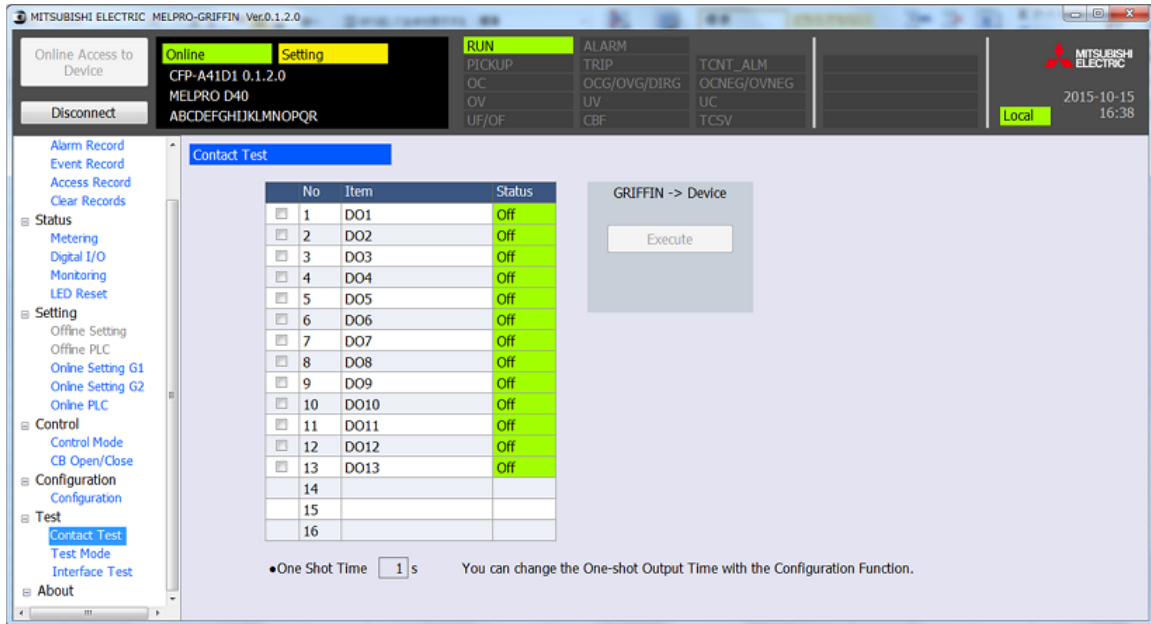 MITSUBISHI ELECTRIC MELPRO-GRIFFIN Ver.0.1.2.0
Online Access to Device
Disconnect
Online Setting
CFP-A41D1 0.1.2.0
MELPRO D40
ABCDEFGHIJKLMNOPQR
RUN ALARM
PICKUP TRIP TCNT_ALM
OC OCG/OVG/DIRG OCNEG/OVNEG
OV UV UC
UF/OF CBF TCSV
MITSUBISHI
ELECTRIC
2015-10-15
Local 16:38
Alarm Record
Event Record
Access Record
Clear Records
Status
Metering
Digital I/O
Monitoring
LED Reset
Setting
Offline Setting
Offline PLC
Online Setting G1
Online Setting G2
Online PLC
Control
Control Mode
CB Open/Close
Configuration
Configuration
Test
Contact Test
Test Mode
Interface Test
About
Contact Test
No Item Status
1 DO1 Off
2 DO2 Off
3 DO3 Off
4 DO4 Off
5 DO5 Off
6 DO6 Off
7 DO7 Off
8 DO8 Off
9 DO9 Off
10 DO10 Off
11 DO11 Off
12 DO12 Off
13 DO13 Off
14
15
16
GRIFFIN -> Device
Execute
●One Shot Time 1 s You can change the One-shot Output Time with the Configuration Function.